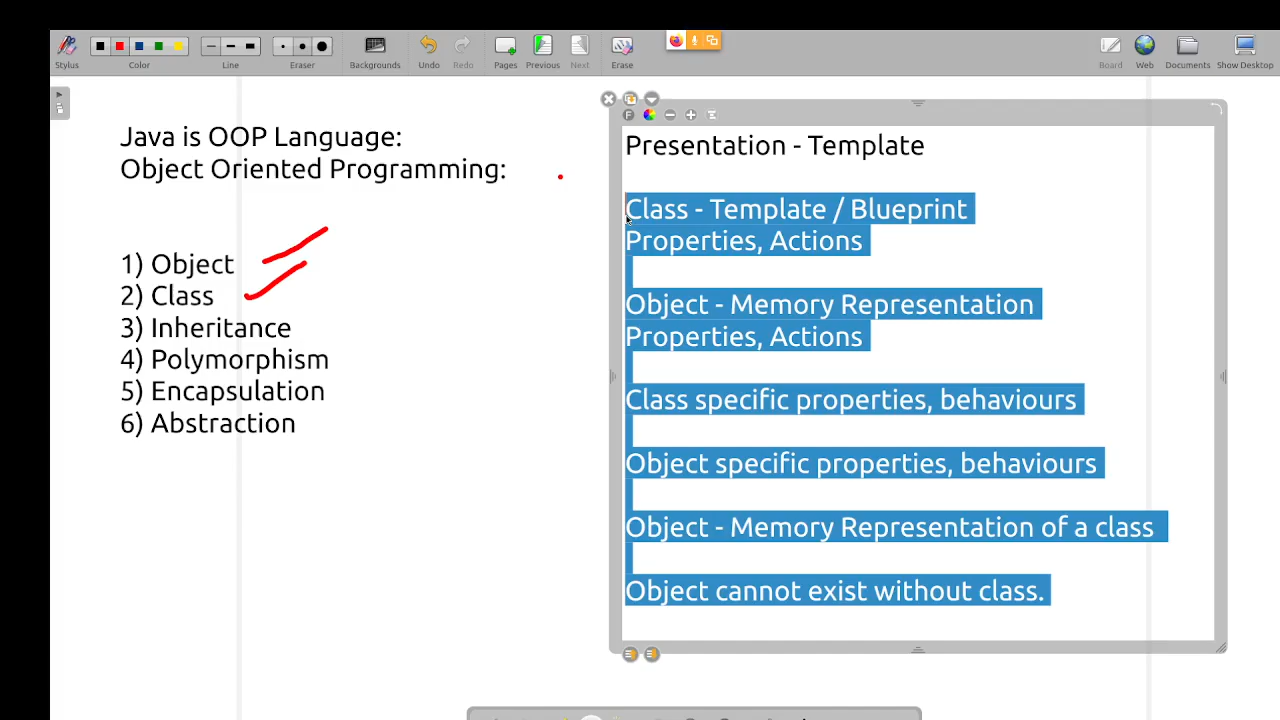 Stylus
Color
Line
Eraser
Backgrounds
Undo
Redo
Pages
Previous
Next
Erase
Board
Web
Documents
Show Desktop
Java is OOP Language:
Object Oriented Programming:
1) Object
2) Class
3) Inheritance
4) Polymorphism
5) Encapsulation
6) Abstraction
F
Presentation - Template
Class - Template / Blueprint
Properties, Actions
Object - Memory Representation
Properties, Actions
Class specific properties, behaviours
Object specific properties, behaviours
Object - Memory Representation of a class
Object cannot exist without class.